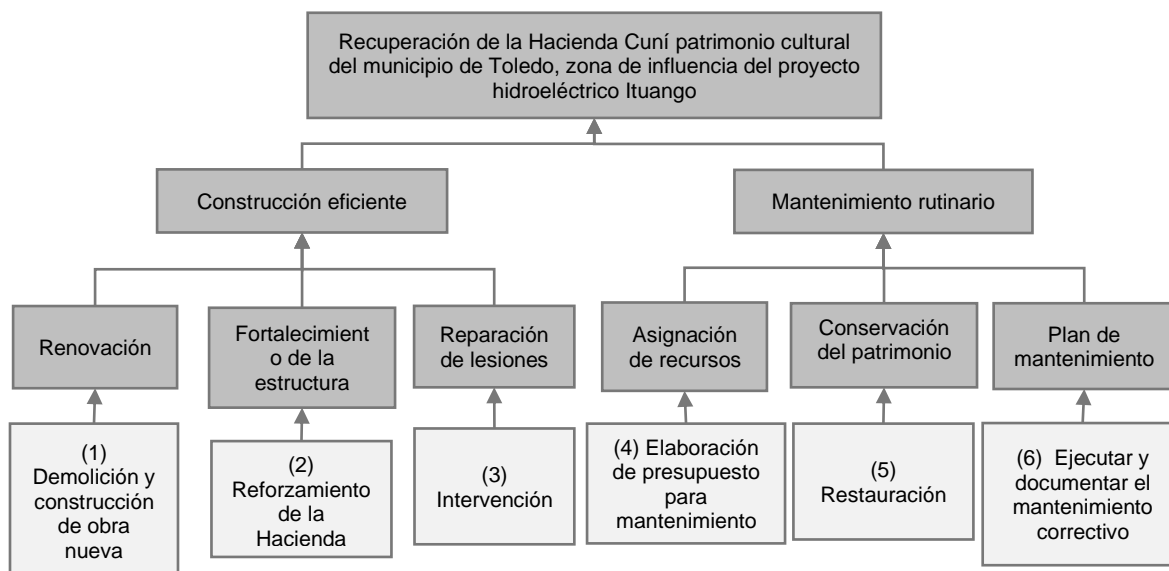 Recuperación de la Hacienda Cuní patrimonio cultural
del municipio de Toledo, zona de influencia del proyecto
hidroeléctrico Ituango
Construcción eficiente
Mantenimiento rutinario
Renovación
Fortalecimient
o de la
estructura
Reparación
de lesiones
Asignación
de recursos
Conservación
del patrimonio
Plan de
mantenimiento
(1)
Demolición y
construcción
de obra
nueva
(2)
Reforzamiento
de la
Hacienda
(3)
Intervención
(4) Elaboración
de presupuesto
para
mantenimiento
(5)
Restauración
(6) Ejecutar y
documentar el
mantenimiento
correctivo